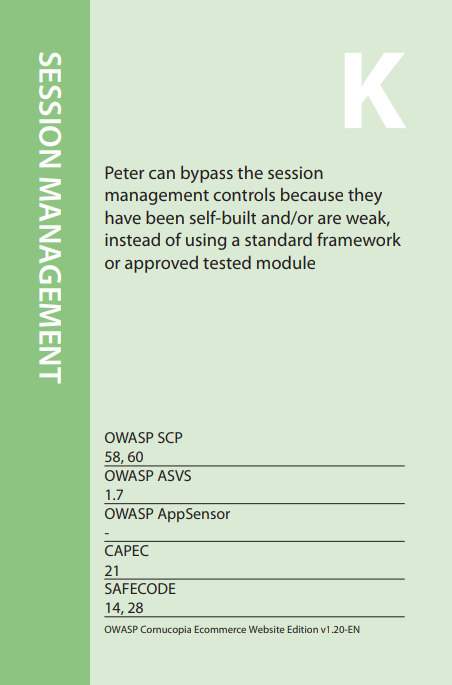 SESSION MANAGEMENT
K
Peter can bypass the session
management controls because they
have been self-built and/or are weak,
instead of using a standard framework
or approved tested module
OWASP SCP
58, 60
OWASP ASVS
1.7
OWASP AppSensor
-
CAPEC
21
SAFECODE
14, 28
OWASP Cornucopia Ecommerce Website Edition v1.20-EN